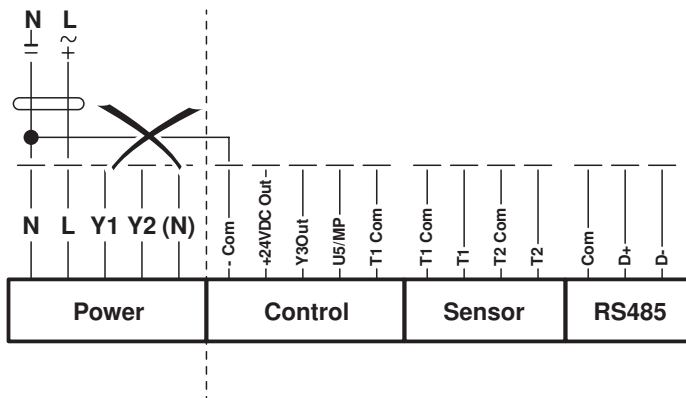 N L
⊥ ~
= +
N L Y1 Y2 (N)
- Com
+24VDC Out
Y3Out
U5/MP
T1 Com
T1 Com
T1
T2 Com
T2
Com
D+
D-
Power
Control
Sensor
RS485